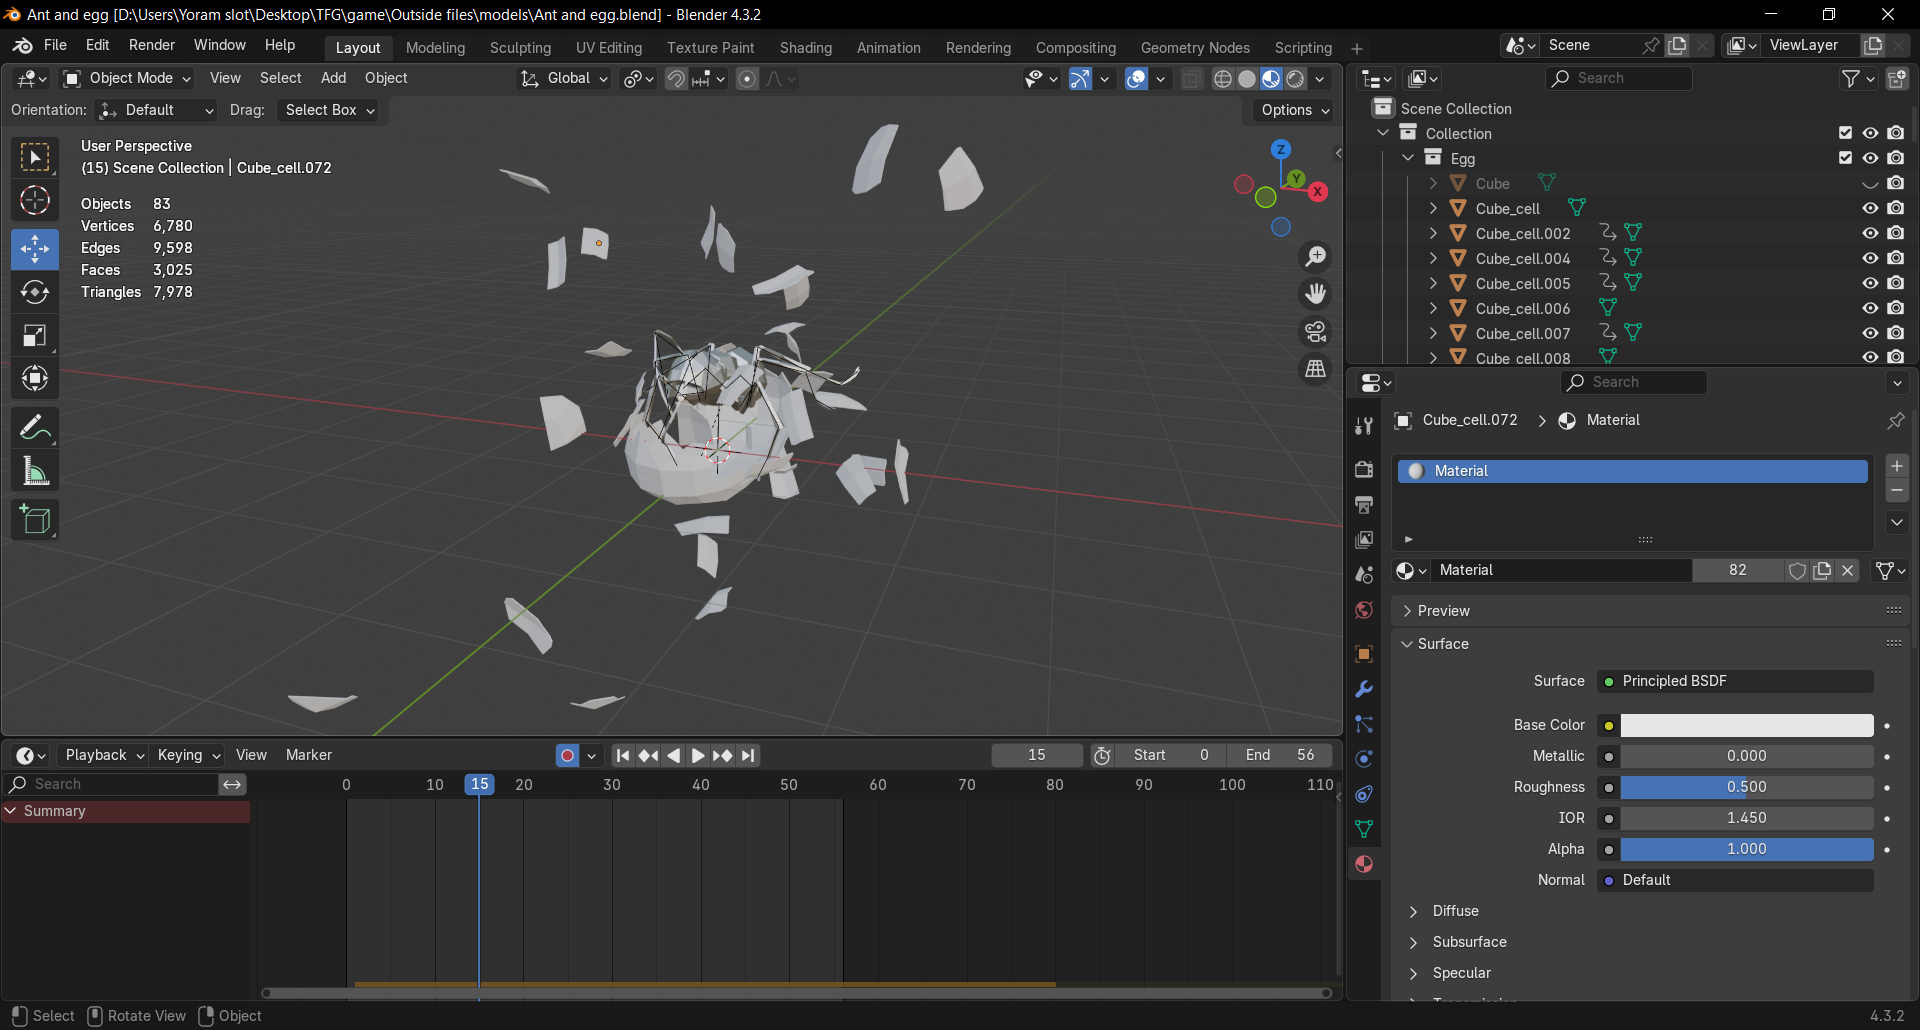 Ant and egg [D:\Users\Yoram slot\Desktop\TFG\game\Outside files\models\Ant and egg.blend] - Blender 4.3.2
File Edit Render Window Help Layout Modeling Sculpting UV Editing Texture Paint Shading Animation Rendering Compositing Geometry Nodes Scripting + Scene ViewLayer
Object Mode View Select Add Object Global Search
Orientation: Default Drag: Select Box Options
User Perspective
(15) Scene Collection | Cube_cell.072
Objects 83
Vertices 6,780
Edges 9,598
Faces 3,025
Triangles 7,978
Z
Y
X
Scene Collection
Collection
Egg
Cube
Cube_cell
Cube_cell.002
Cube_cell.004
Cube_cell.005
Cube_cell.006
Cube_cell.007
Cube_cell.008
Search
Cube_cell.072 > Material
Material
Material 82
Preview
Surface
Surface Principled BSDF
Base Color
Metallic 0.000
Roughness 0.500
IOR 1.450
Alpha 1.000
Normal Default
Diffuse
Subsurface
Specular
Playback Keying View Marker 15 Start 0 End 56
Search 0 10 15 20 30 40 50 60 70 80 90 100 110
Summary
Select Rotate View Object 4.3.2